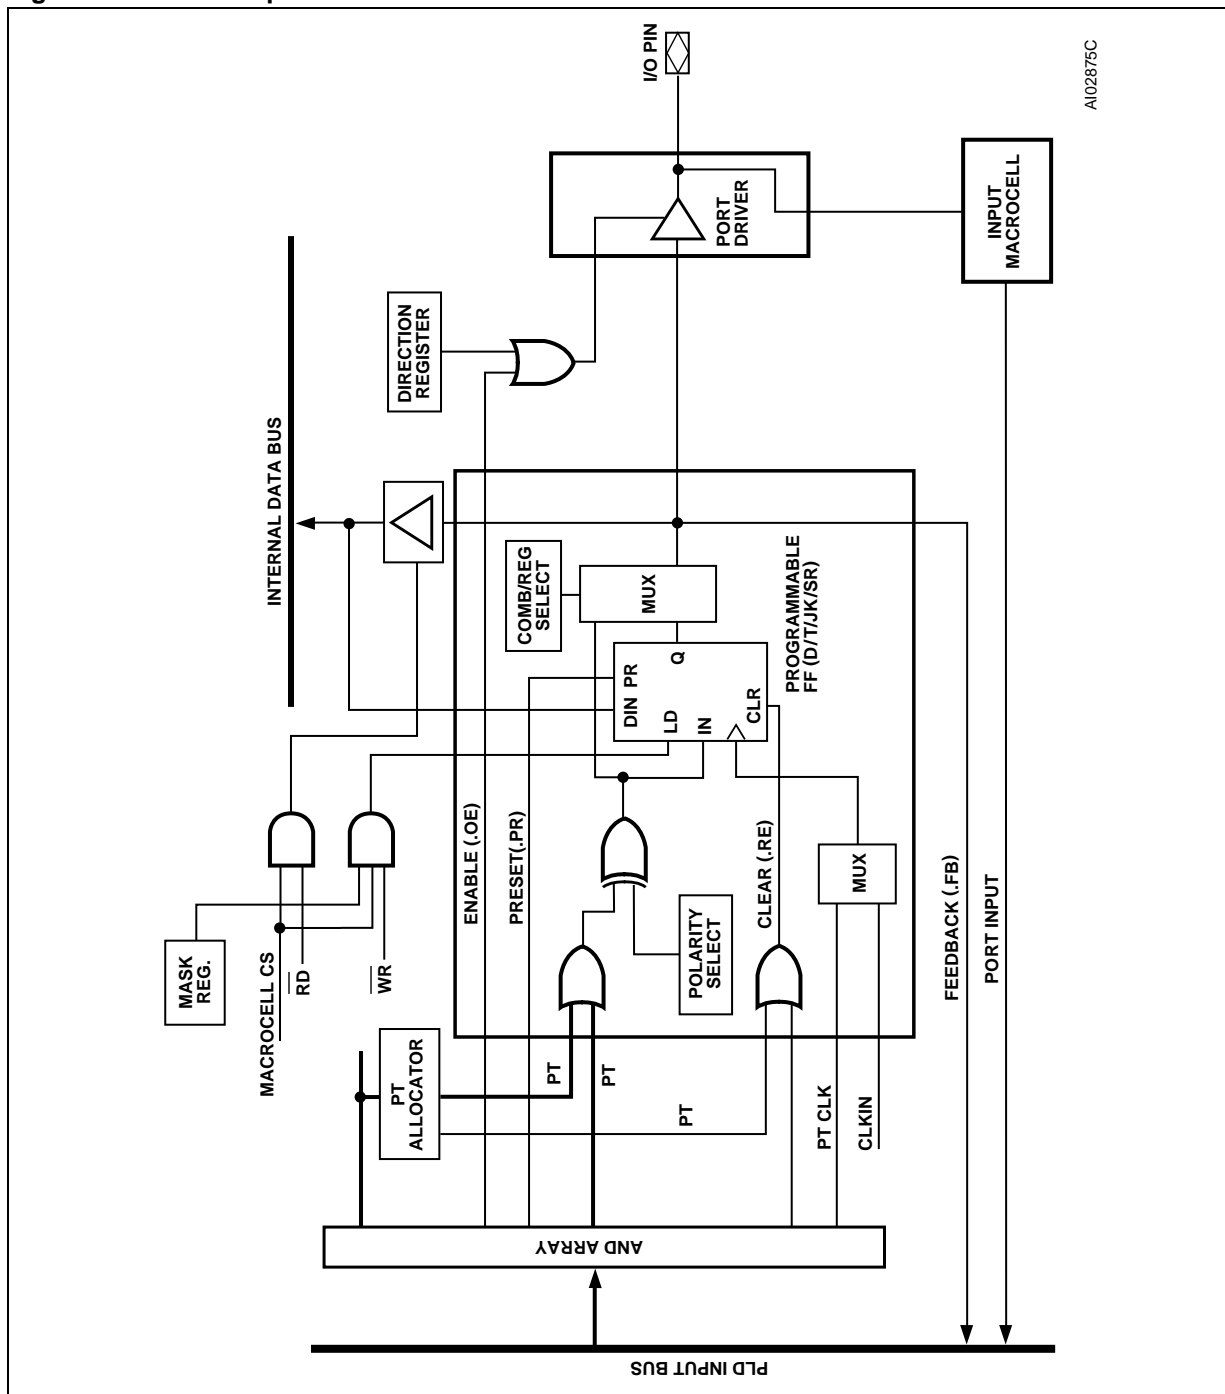 I/O PIN
AI02875C
PORT
DRIVER
INPUT
MACROCELL
DIRECTION
REGISTER
INTERNAL DATA BUS
COMB/REG
SELECT
MUX
PROGRAMMABLE
FF (D/T/JK/SR)
DIN PR
Q
LD
IN
CLR
ENABLE (.OE)
PRESET(.PR)
CLEAR (.RE)
MUX
FEEDBACK (.FB)
PORT INPUT
MASK
REG.
MACROCELL CS
RD
WR
POLARITY
SELECT
PT
ALLOCATOR
PT
PT
PT
PT CLK
CLKIN
AND ARRAY
PLD INPUT BUS